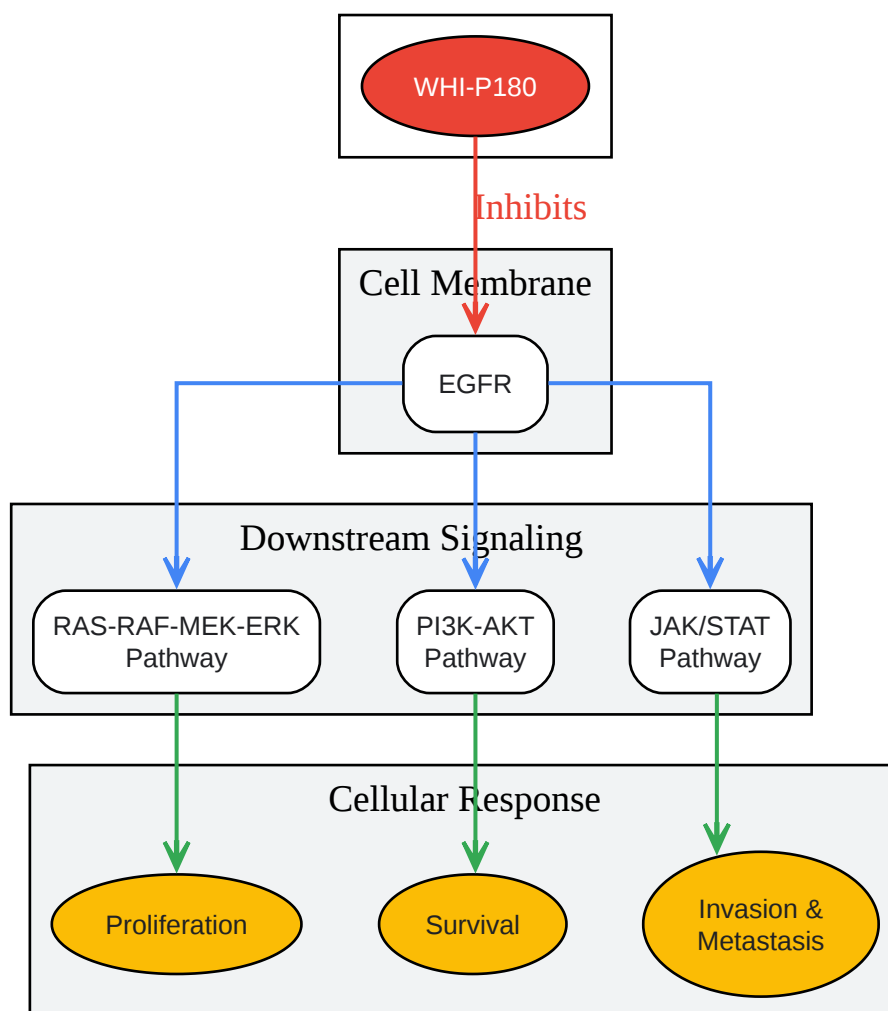 WHI-P180
Inhibits
Cell Membrane
EGFR
Downstream Signaling
RAS-RAF-MEK-ERK
Pathway
PI3K-AKT
Pathway
JAK/STAT
Pathway
Cellular Response
Proliferation
Survival
Invasion &
Metastasis